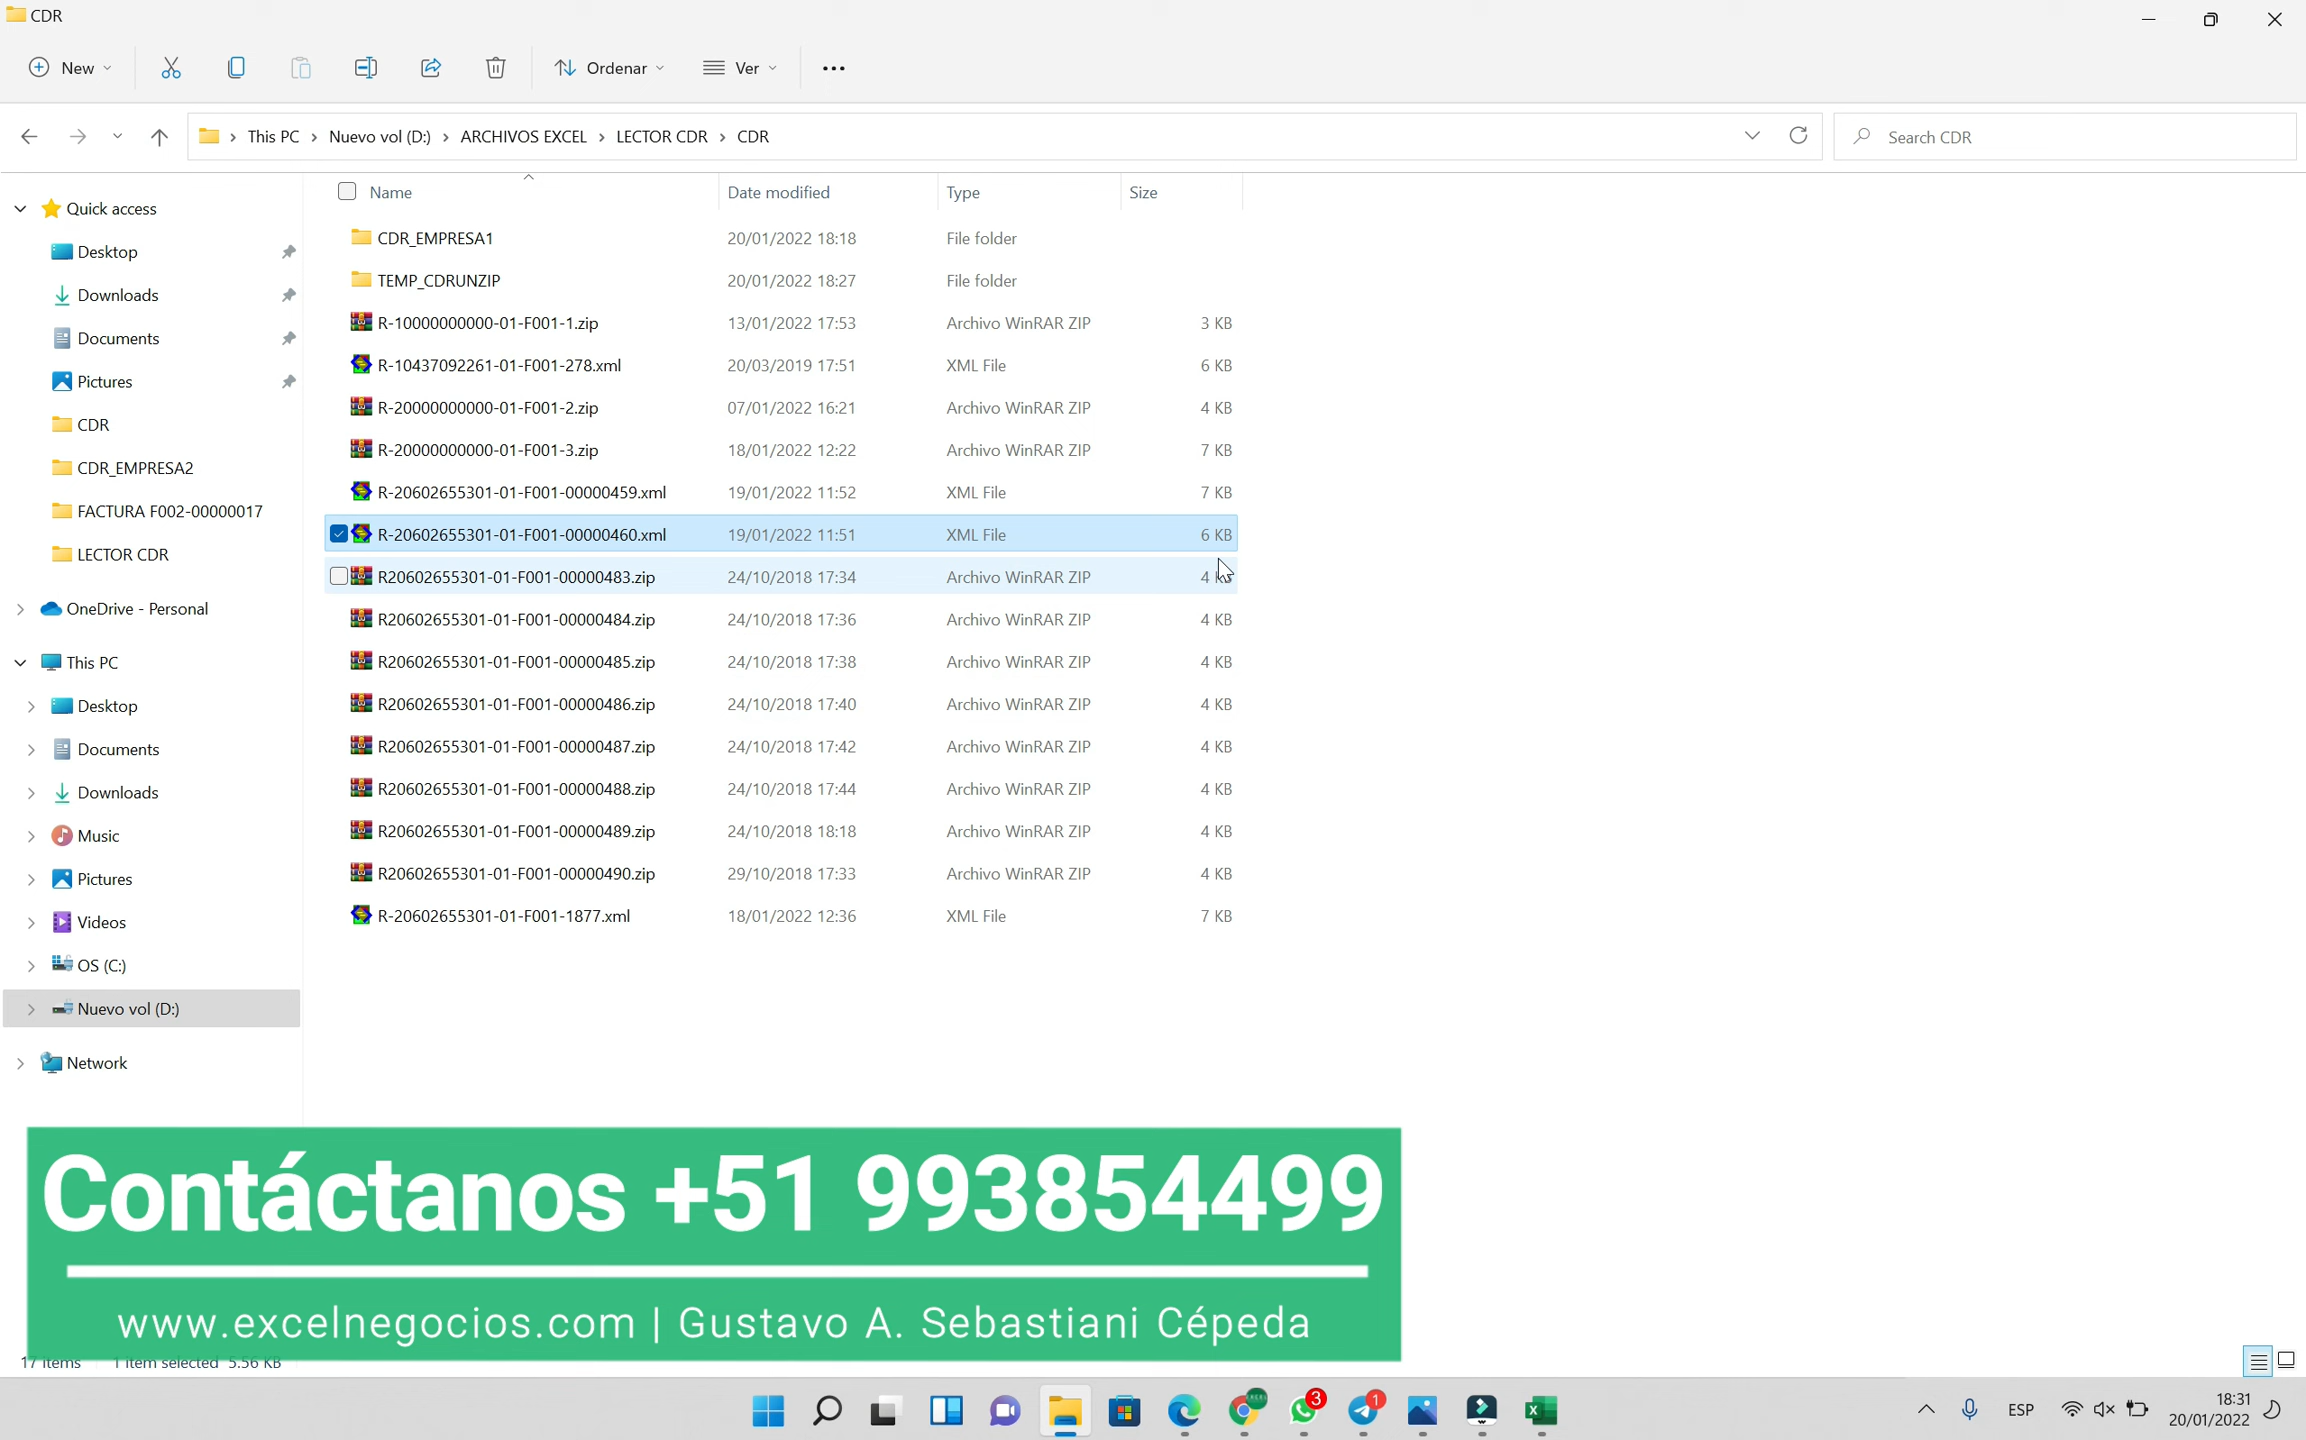 CDR
New
Ordenar
Ver
This PC > Nuevo vol (D:) > ARCHIVOS EXCEL > LECTOR CDR > CDR
Search CDR
Name Date modified Type Size
Quick access
Desktop
Downloads
Documents
Pictures
CDR
CDR_EMPRESA2
FACTURA F002-00000017
LECTOR CDR
OneDrive - Personal
This PC
Desktop
Documents
Downloads
Music
Pictures
Videos
OS (C:)
Nuevo vol (D:)
Network
CDR_EMPRESA1 20/01/2022 18:18 File folder
TEMP_CDRUNZIP 20/01/2022 18:27 File folder
R-10000000000-01-F001-1.zip 13/01/2022 17:53 Archivo WinRAR ZIP 3 KB
R-10437092261-01-F001-278.xml 20/03/2019 17:51 XML File 6 KB
R-20000000000-01-F001-2.zip 07/01/2022 16:21 Archivo WinRAR ZIP 4 KB
R-20000000000-01-F001-3.zip 18/01/2022 12:22 Archivo WinRAR ZIP 7 KB
R-20602655301-01-F001-00000459.xml 19/01/2022 11:52 XML File 7 KB
R-20602655301-01-F001-00000460.xml 19/01/2022 11:51 XML File 6 KB
R20602655301-01-F001-00000483.zip 24/10/2018 17:34 Archivo WinRAR ZIP 4 KB
R20602655301-01-F001-00000484.zip 24/10/2018 17:36 Archivo WinRAR ZIP 4 KB
R20602655301-01-F001-00000485.zip 24/10/2018 17:38 Archivo WinRAR ZIP 4 KB
R20602655301-01-F001-00000486.zip 24/10/2018 17:40 Archivo WinRAR ZIP 4 KB
R20602655301-01-F001-00000487.zip 24/10/2018 17:42 Archivo WinRAR ZIP 4 KB
R20602655301-01-F001-00000488.zip 24/10/2018 17:44 Archivo WinRAR ZIP 4 KB
R20602655301-01-F001-00000489.zip 24/10/2018 18:18 Archivo WinRAR ZIP 4 KB
R20602655301-01-F001-00000490.zip 29/10/2018 17:33 Archivo WinRAR ZIP 4 KB
R-20602655301-01-F001-1877.xml 18/01/2022 12:36 XML File 7 KB
Contáctanos +51 993854499
www.excelnegocios.com | Gustavo A. Sebastiani Cépeda
17 items 1 item selected 5.56 KB
3
1
ESP
18:31
20/01/2022